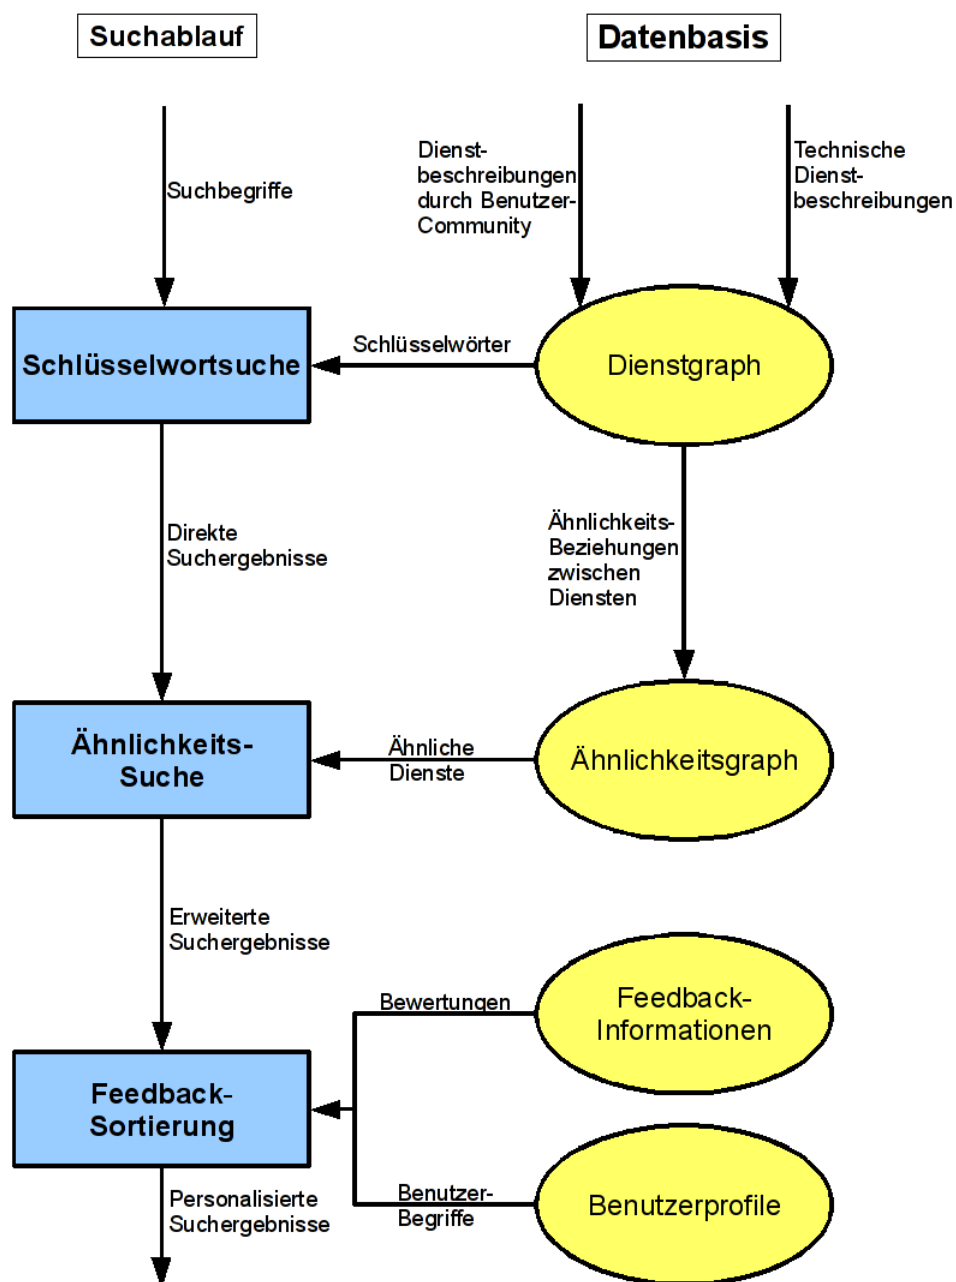 Suchablauf
Datenbasis
Suchbegriffe
Dienst-
beschreibungen
durch Benutzer-
Community
Technische
Dienst-
beschreibungen
Schlüsselwortsuche
Schlüsselwörter
Dienstgraph
Direkte
Suchergebnisse
Ähnlichkeits-
Beziehungen
zwischen
Diensten
Ähnlichkeits-
Suche
Ähnliche
Dienste
Ähnlichkeitsgraph
Erweiterte
Suchergebnisse
Bewertungen
Feedback-
Informationen
Feedback-
Sortierung
Personalisierte
Suchergebnisse
Benutzer-
Begriffe
Benutzerprofile